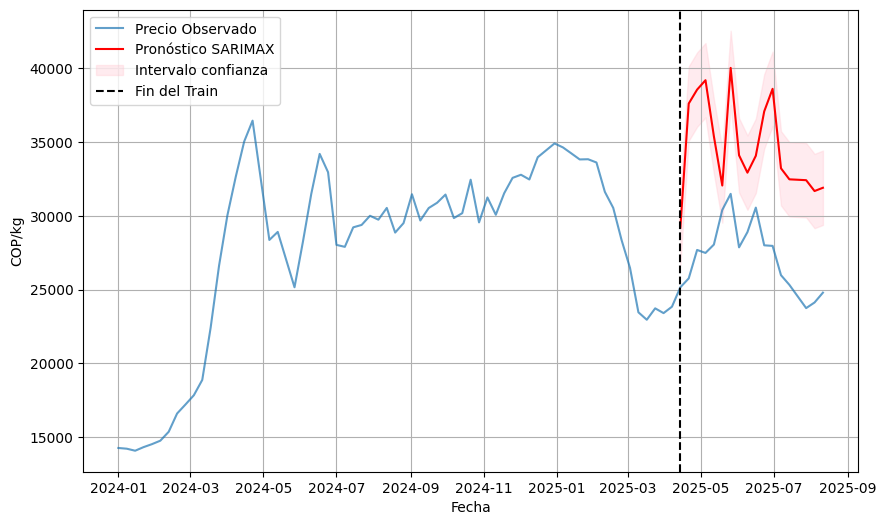 Precio Observado
Pronóstico SARIMAX
Intervalo confianza
Fin del Train
COP/kg
40000
35000
30000
25000
20000
15000
2024-01 2024-03 2024-05 2024-07 2024-09 2024-11 2025-01 2025-03 2025-05 2025-07 2025-09
Fecha